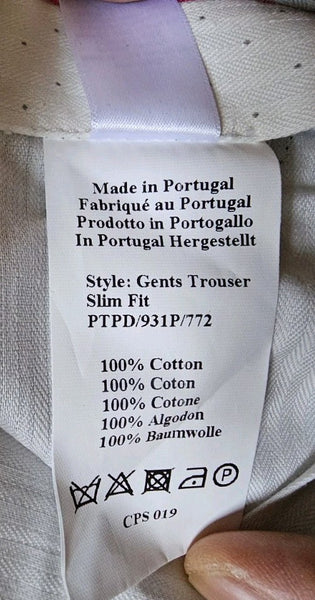 Made in Portugal
Fabriqué au Portugal
Prodotto in Portogallo
In Portugal Hergestellt
Style: Gents Trouser
Slim Fit
PTPD/931P/772
100% Cotton
100% Coton
100% Cotone
100% Algodon
100% Baumwolle
P
CPS 019